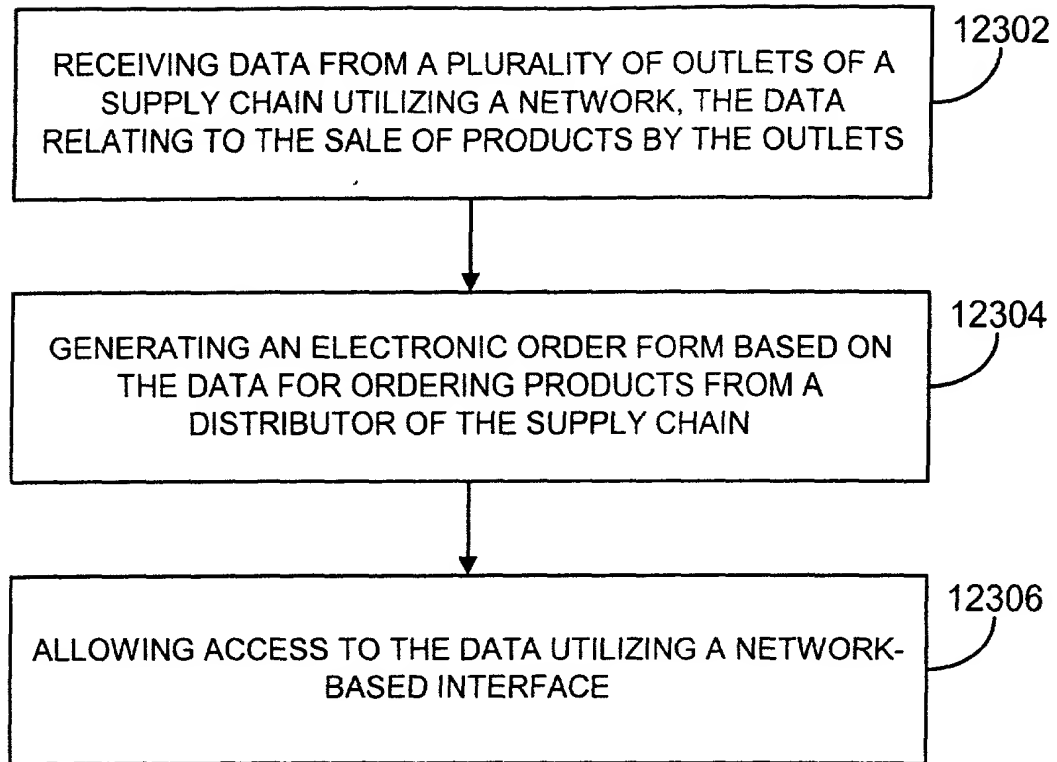 12302
RECEIVING DATA FROM A PLURALITY OF OUTLETS OF A
SUPPLY CHAIN UTILIZING A NETWORK, THE DATA
RELATING TO THE SALE OF PRODUCTS BY THE OUTLETS
12304
GENERATING AN ELECTRONIC ORDER FORM BASED ON
THE DATA FOR ORDERING PRODUCTS FROM A
DISTRIBUTOR OF THE SUPPLY CHAIN
12306
ALLOWING ACCESS TO THE DATA UTILIZING A NETWORK-
BASED INTERFACE